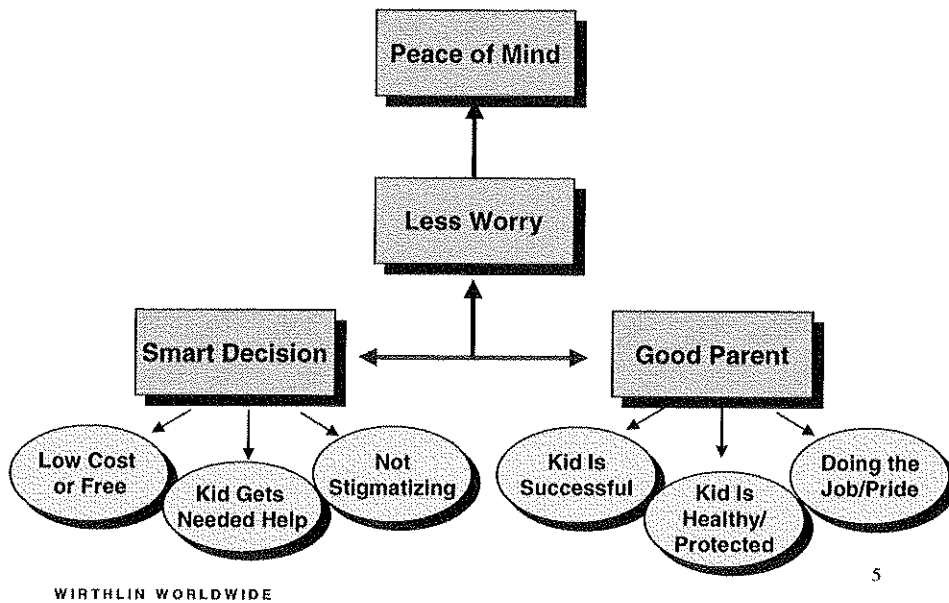 Peace of Mind
Less Worry
Smart Decision
Good Parent
Low Cost
or Free
Kid Gets
Needed Help
Not
Stigmatizing
Kid Is
Successful
Kid Is
Healthy/
Protected
Doing the
Job/Pride
5
WIRTHLIN WORLDWIDE